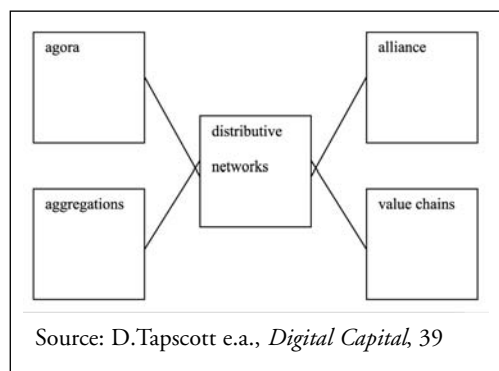 agora
alliance
distributive
networks
aggregations
value chains
Source: D.Tapscott e.a., Digital Capital, 39